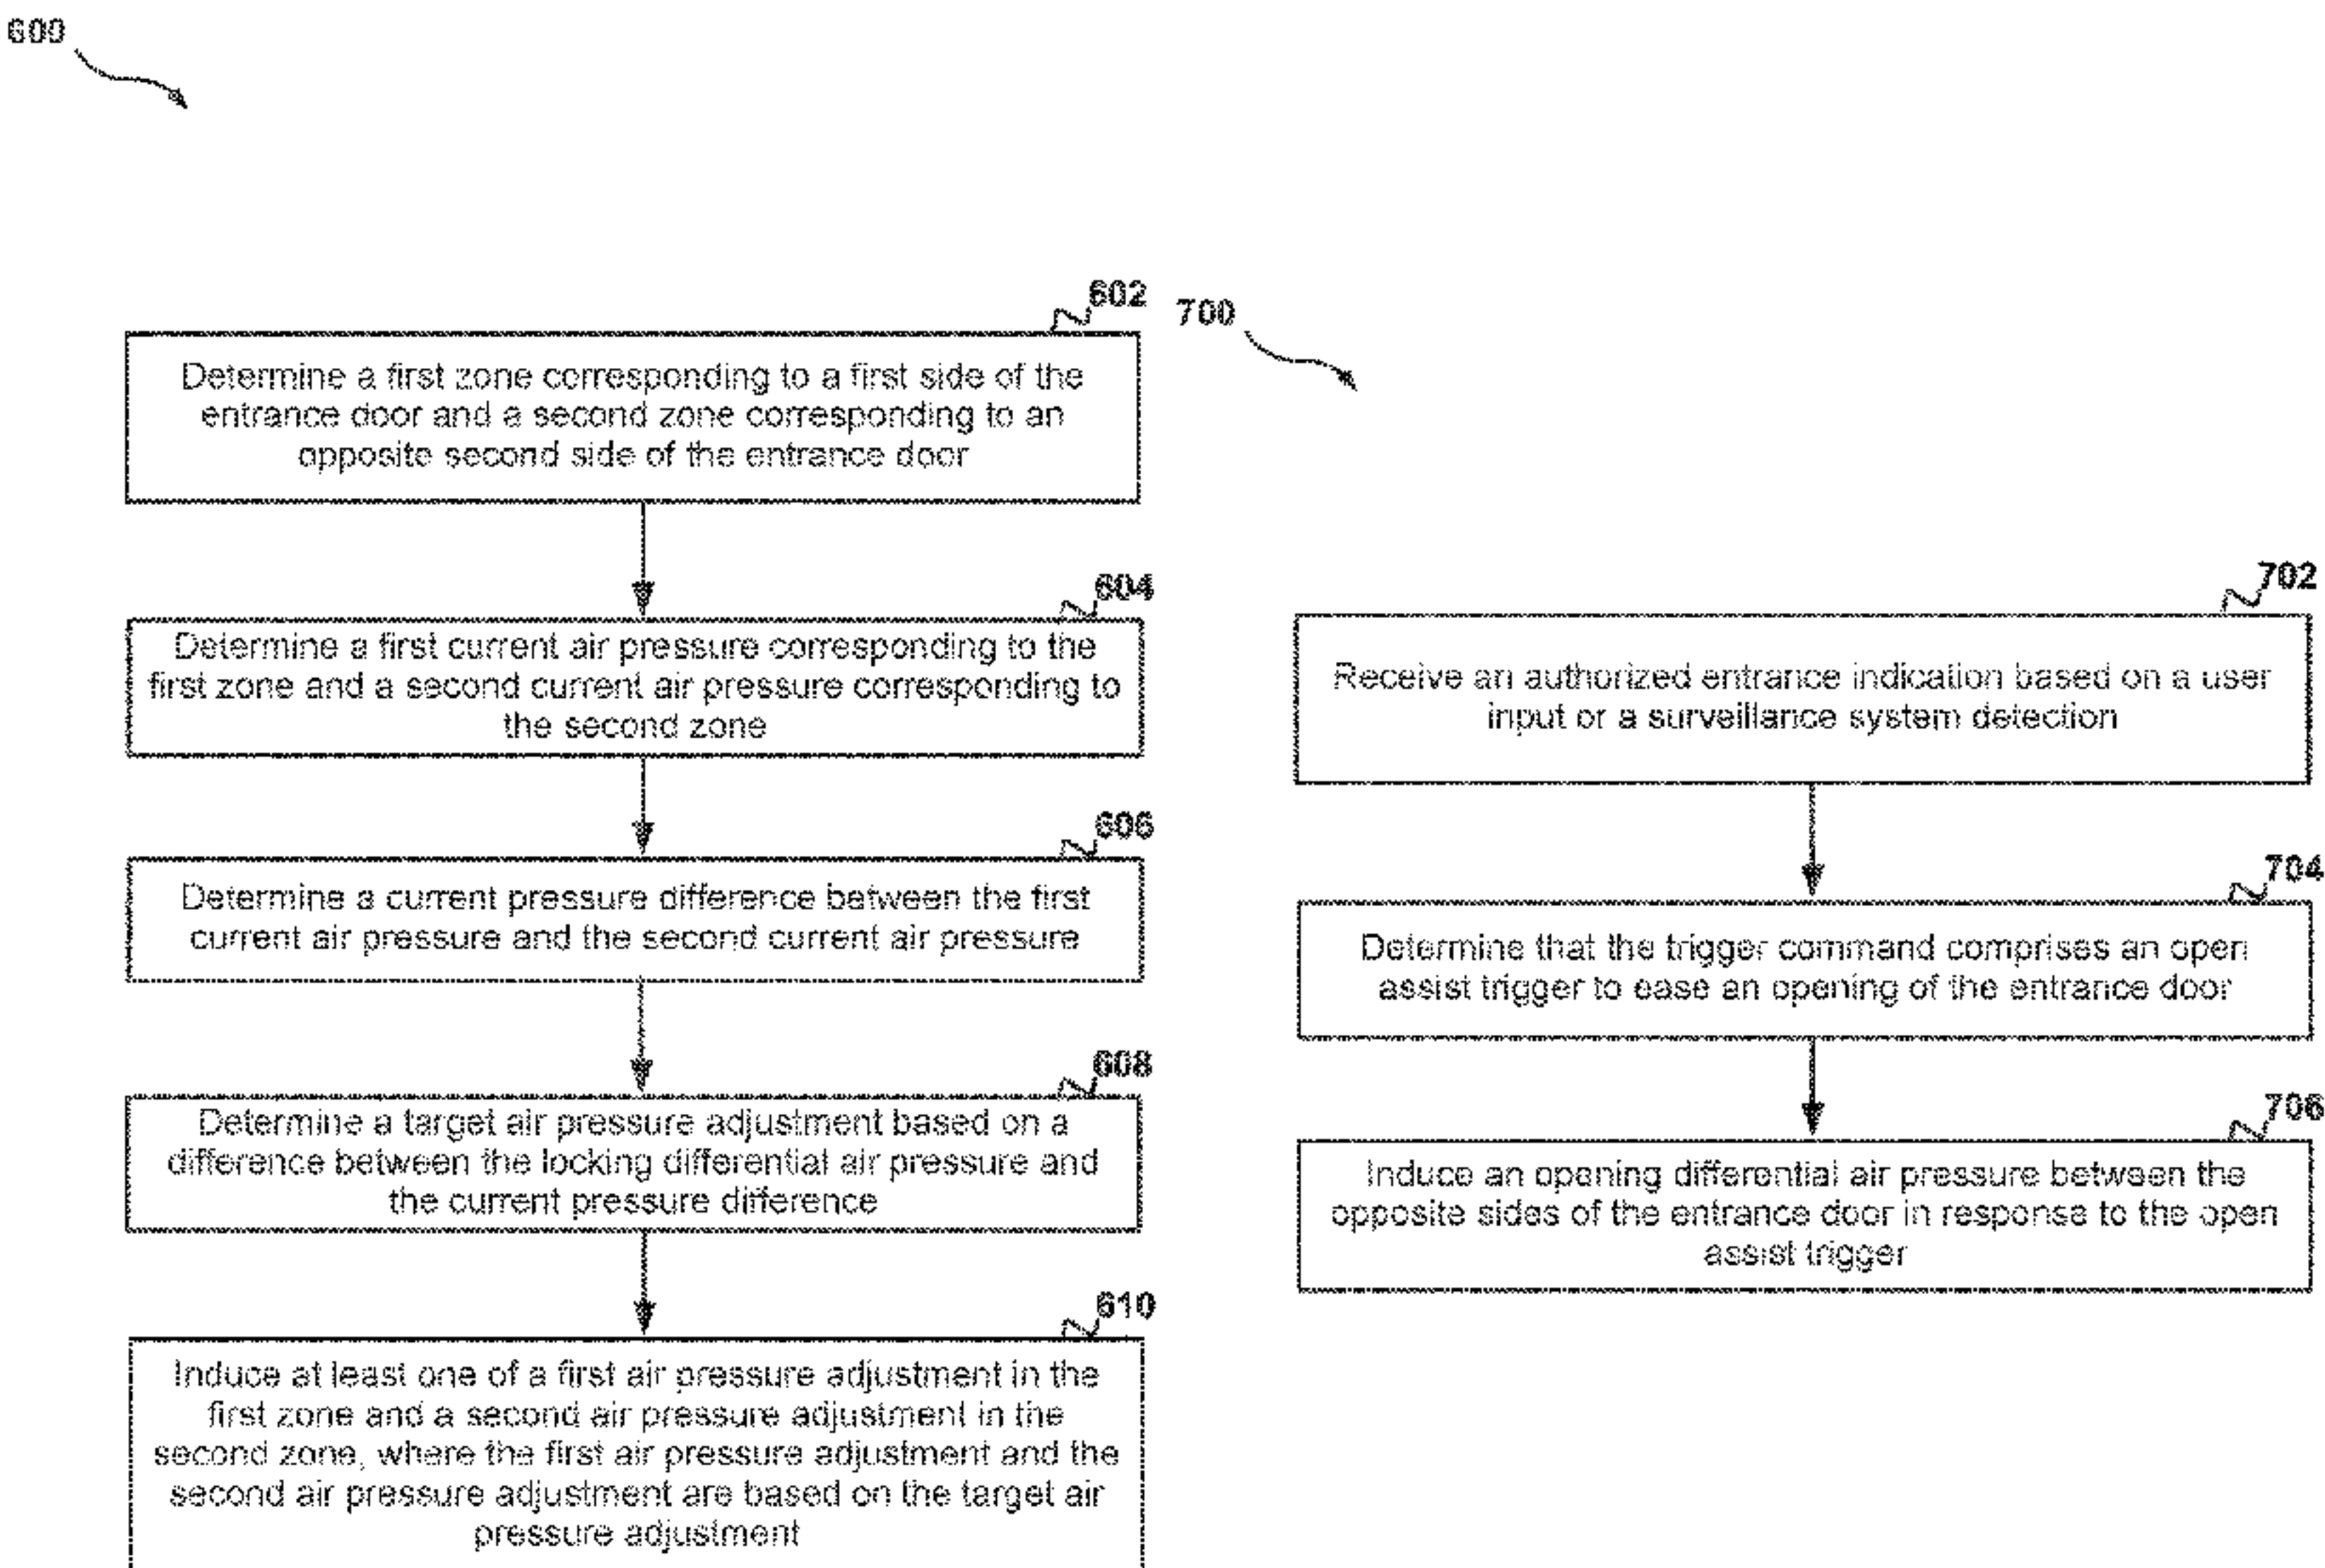 600
602
Determine a first zone corresponding to a first side of the
entrance door and a second zone corresponding to an
opposite second side of the entrance door
604
Determine a first current air pressure corresponding to the
first zone and a second current air pressure corresponding to
the second zone
606
Determine a current pressure difference between the first
current air pressure and the second current air pressure
608
Determine a target air pressure adjustment based on a
difference between the locking differential air pressure and
the current pressure difference
610
Induce at least one of a first air pressure adjustment in the
first zone and a second air pressure adjustment in the
second zone, where the first air pressure adjustment and the
second air pressure adjustment are based on the target air
pressure adjustment
700
702
Receive an authorized entrance indication based on a user
input or a surveillance system detection
704
Determine that the trigger command comprises an open
assist trigger to ease an opening of the entrance door
706
Induce an opening differential air pressure between the
opposite sides of the entrance door in response to the open
assist trigger